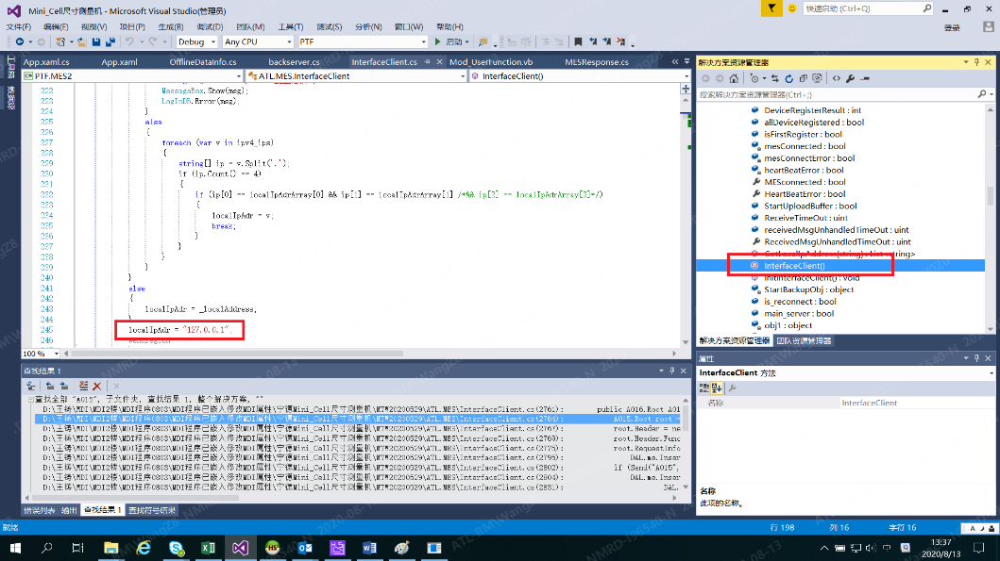 Mini_Cell尺寸测量机 - Microsoft Visual Studio(管理员)
快速启动 (Ctrl+Q)
文件(F) 编辑(E) 视图(V) 项目(P) 生成(B) 调试(D) 团队(M) 工具(T) 测试(S) 分析(N) 窗口(W) 帮助(H)
登录
Debug Any CPU PTF 启动
App.xaml.cs App.xaml OfflineDataInfo.cs backserver.cs InterfaceClient.cs Mod_UserFunction.vb MESResponse.cs
PTF.MES2 ATL.MES.InterfaceClient InterfaceClient()
222 MessageBox.Show(msg);
223 LogInDB.Error(msg);
224 }
225 else
226 {
227 foreach (var v in ipv4_ips)
228 {
229 string[] ip = v.Split('.');
230 if (ip.Count() == 4)
231 {
232 if (ip[0] == localIpAdrArray[0] && ip[1] == localIpAdrArray[1] /*&& ip[2] == localIpAdrArray[2]*/)
233 {
234 localIpAdr = v;
235 break;
236 }
237 }
238 }
239 }
240 }
241 else
242 {
243 localIpAdr = _localAddress;
245 localIpAdr = "127.0.0.1";
246
100 %
解决方案资源管理器
搜索解决方案资源管理器(Ctrl+;)
DeviceRegisterResult : int
allDeviceRegistered : bool
isFirstRegister : bool
mesConnected : bool
mesConnectError : bool
heartBeatError : bool
MESconnected : bool
HeartBeatError : bool
StartUploadBuffer : bool
ReceiveTimeOut : uint
receivedMsgUnhandledTimeOut : uint
ReceivedMsgUnhandledTimeOut : uint
GetLocalIpAddress(string) : List<string>
InterfaceClient()
InitInterfaceClient() : void
StartBackupObj : object
is_reconnect : bool
main_server : bool
obj1 : object
解决方案资源管理器 团队资源管理器
属性
InterfaceClient 方法
名称 InterfaceClient
名称
此项的名称。
查找结果 1
查找全部 "A015", 子文件夹, 查找结果 1, 整个解决方案, ""
D:\王铸\MDI\MDI2楼\MDI程序0803\MDI程序已嵌入修改MDI属性\宁德Mini_Cell尺寸测量机\MTW20200529\ATL.MES\InterfaceClient.cs(2761): public A016.Root A01
D:\王铸\MDI\MDI2楼\MDI程序0803\MDI程序已嵌入修改MDI属性\宁德Mini_Cell尺寸测量机\MTW20200529\ATL.MES\InterfaceClient.cs(2764): A015.Root root =
D:\王铸\MDI\MDI2楼\MDI程序0803\MDI程序已嵌入修改MDI属性\宁德Mini_Cell尺寸测量机\MTW20200529\ATL.MES\InterfaceClient.cs(2767): root.Header = ne
D:\王铸\MDI\MDI2楼\MDI程序0803\MDI程序已嵌入修改MDI属性\宁德Mini_Cell尺寸测量机\MTW20200529\ATL.MES\InterfaceClient.cs(2769): root.Header.Func
D:\王铸\MDI\MDI2楼\MDI程序0803\MDI程序已嵌入修改MDI属性\宁德Mini_Cell尺寸测量机\MTW20200529\ATL.MES\InterfaceClient.cs(2775): root.RequestInfo
D:\王铸\MDI\MDI2楼\MDI程序0803\MDI程序已嵌入修改MDI属性\宁德Mini_Cell尺寸测量机\MTW20200529\ATL.MES\InterfaceClient.cs(2795): DAL.me.Inser
D:\王铸\MDI\MDI2楼\MDI程序0803\MDI程序已嵌入修改MDI属性\宁德Mini_Cell尺寸测量机\MTW20200529\ATL.MES\InterfaceClient.cs(2802): if (Send("A015",
D:\王铸\MDI\MDI2楼\MDI程序0803\MDI程序已嵌入修改MDI属性\宁德Mini_Cell尺寸测量机\MTW20200529\ATL.MES\InterfaceClient.cs(2804): DAL.me.Inser
D:\王铸\MDI\MDI2楼\MDI程序0803\MDI程序已嵌入修改MDI属性\宁德Mini_Cell尺寸测量机\MTW20200529\ATL.MES\InterfaceClient.cs(2831): DAL.
错误列表 输出 查找结果 1 查找符号结果
就绪 行 198 列 16 字符 16
13:37
2020/8/13